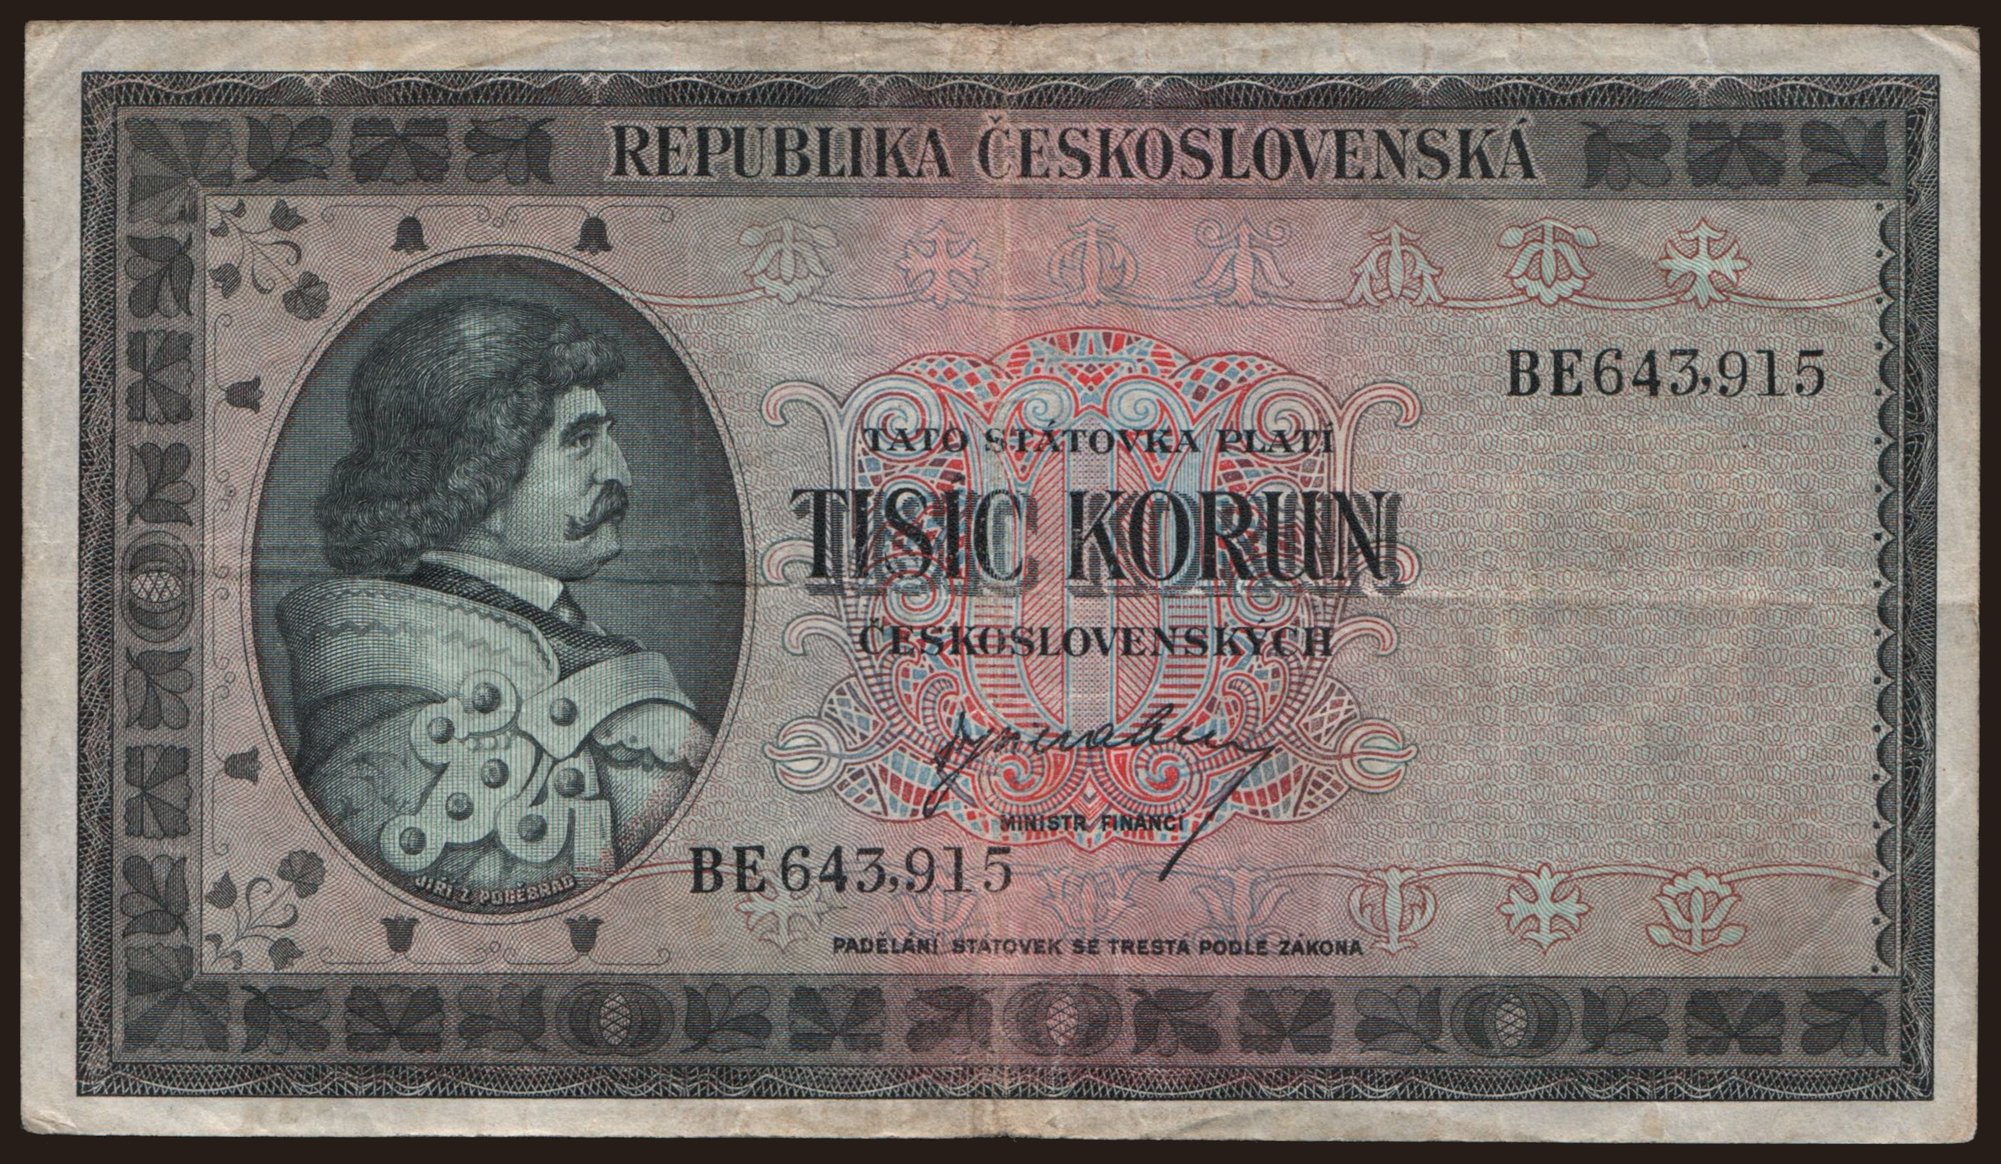 REPUBLIKA ČESKOSLOVENSKÁ
BE643,915
TATO STÁTOVKA PLATÍ
TISÍC KORUN
ČESKOSLOVENSKÝCH
MINISTR FINANCÍ
BE643,915
JIŘÍ Z PODĚBRAD
PADĚLÁNÍ STÁTOVEK SE TRESTÁ PODLE ZÁKONA